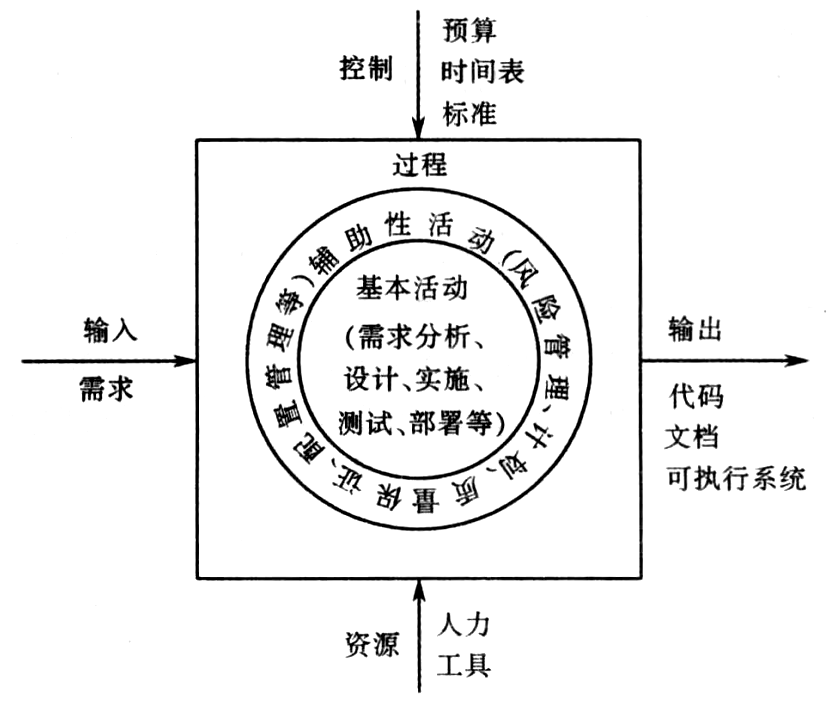 控制
预算
时间表
标准
过程
辅助性活动(风险管理、计划、质量保证、配置管理等)
基本活动
(需求分析、
设计、实施、
测试、部署等)
输入
需求
输出
代码
文档
可执行系统
资源
人力
工具